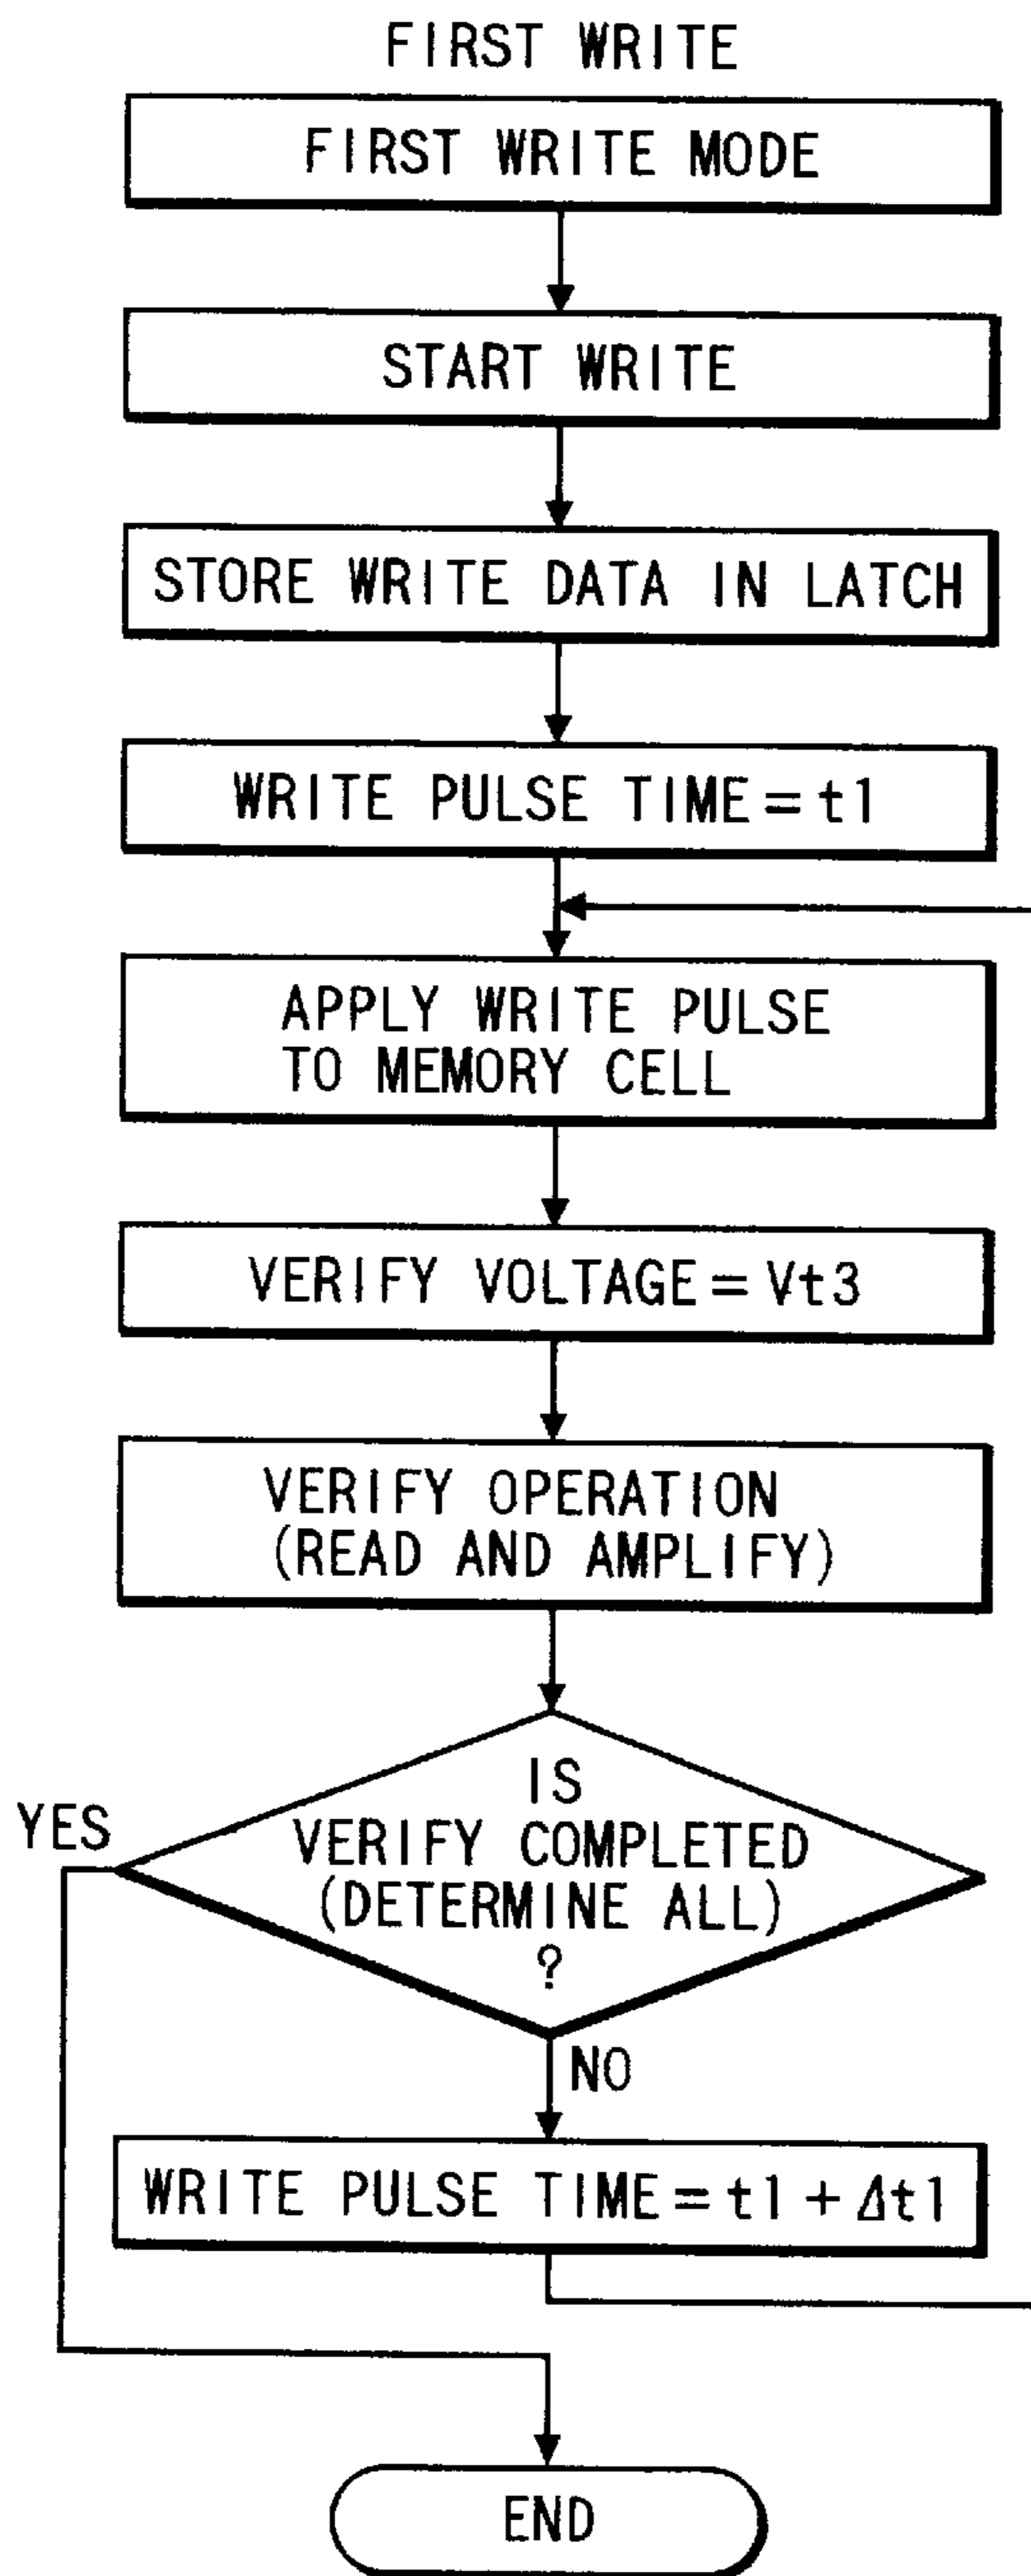 FIRST WRITE
FIRST WRITE MODE
START WRITE
STORE WRITE DATA IN LATCH
WRITE PULSE TIME = t1
APPLY WRITE PULSE
TO MEMORY CELL
VERIFY VOLTAGE = Vt3
VERIFY OPERATION
(READ AND AMPLIFY)
IS
YES
VERIFY COMPLETED
(DETERMINE ALL)
?
NO
WRITE PULSE TIME = t1 + Δt1
END